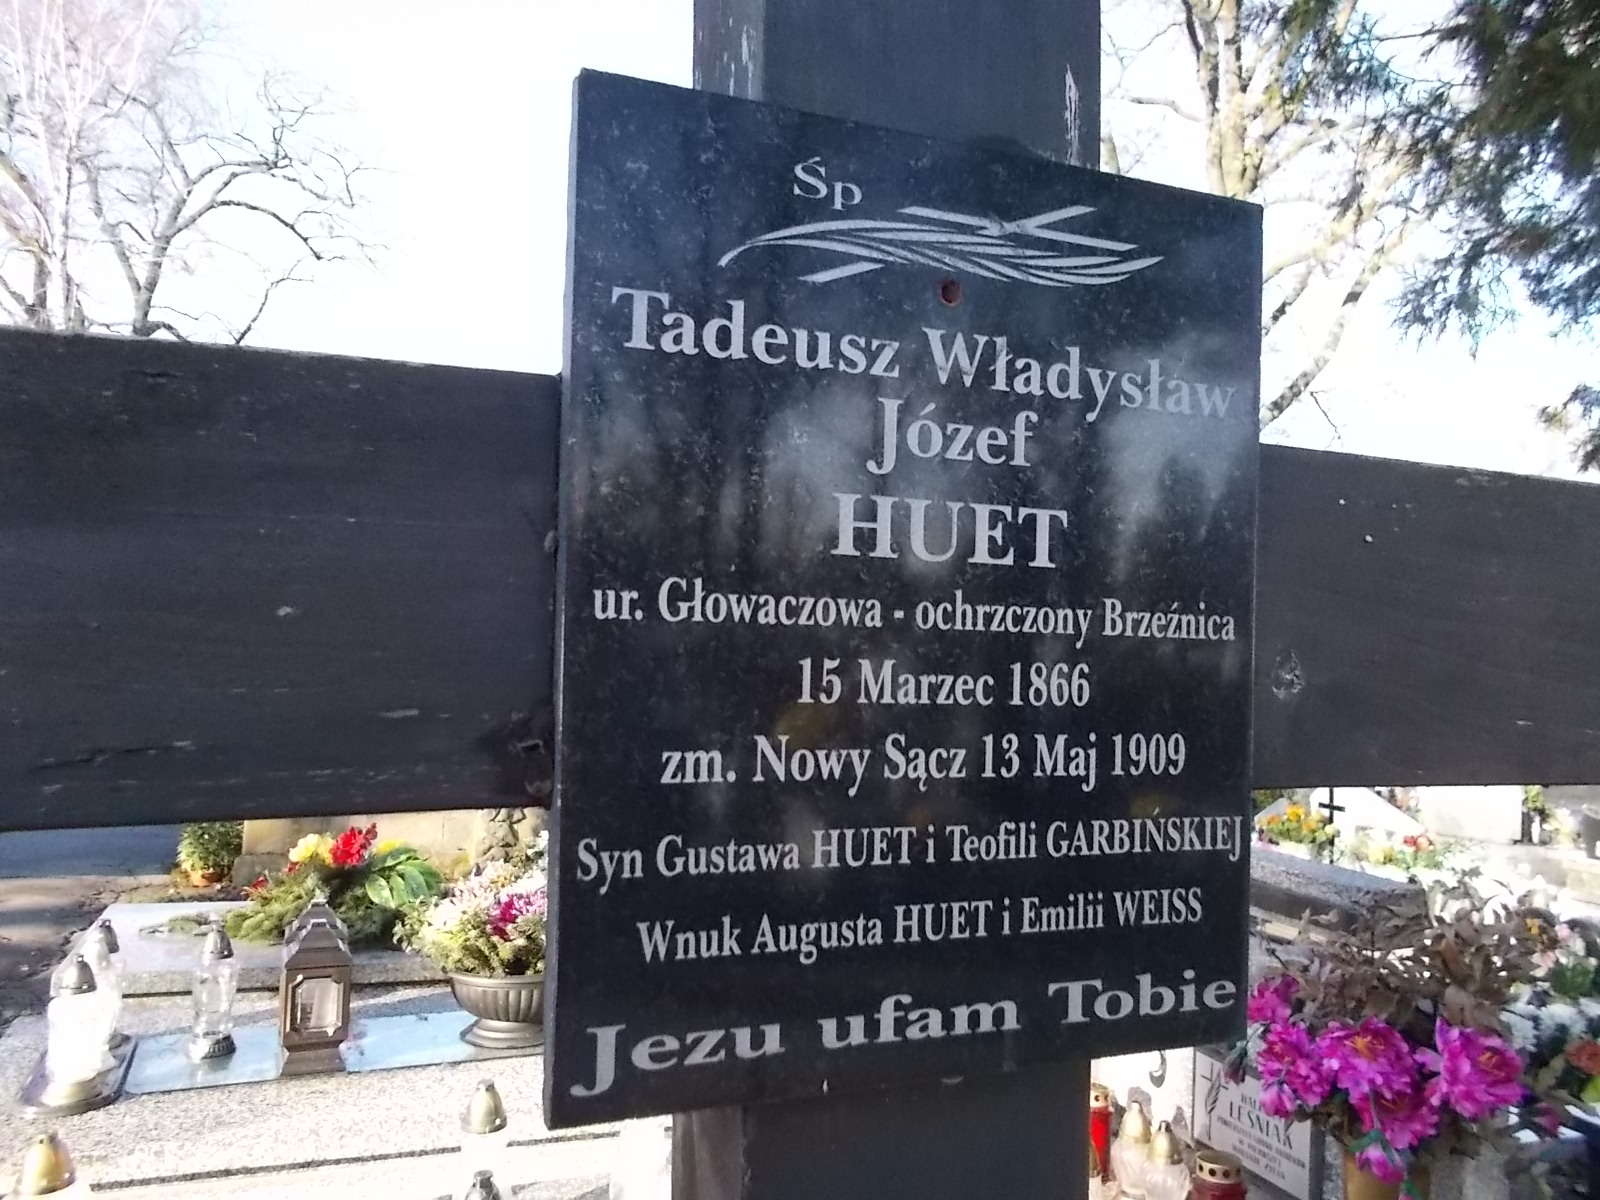 Śp
Tadeusz Władysław
Józef
HUET
ur. Głowaczowa - ochrzczony Brzeźnica
15 Marzec 1866
zm. Nowy Sącz 13 Maj 1909
Syn Gustawa HUET i Teofili GARBIŃSKIEJ
Wnuk Augusta HUET i Emilii WEISS
Jezu ufam Tobie
LEŚNIAK